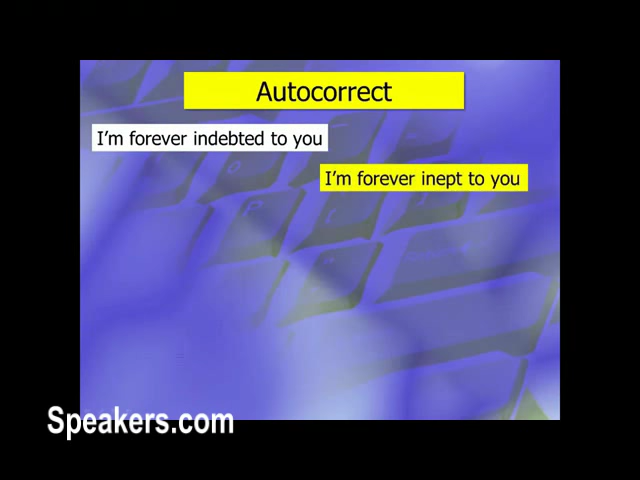 Autocorrect
I'm forever indebted to you
I'm forever inept to you
Speakers.com